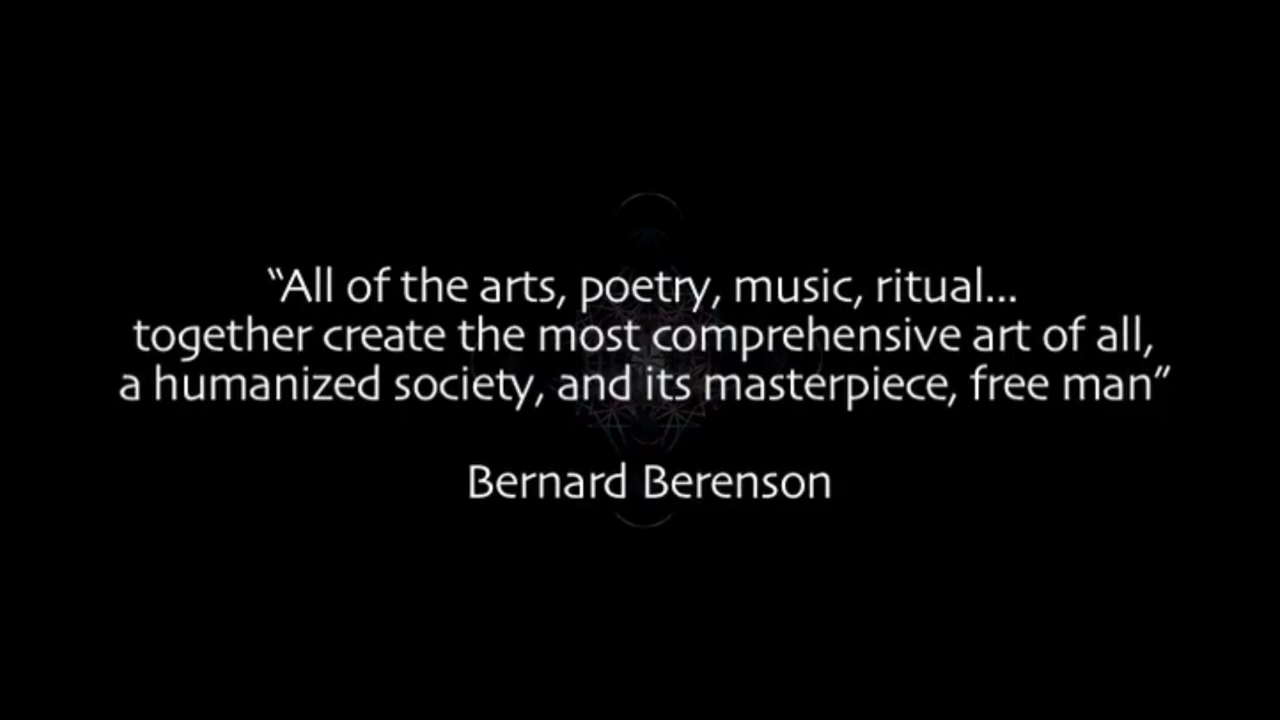 “All of the arts, poetry, music, ritual...
together create the most comprehensive art of all,
a humanized society, and its masterpiece, free man”
Bernard Berenson